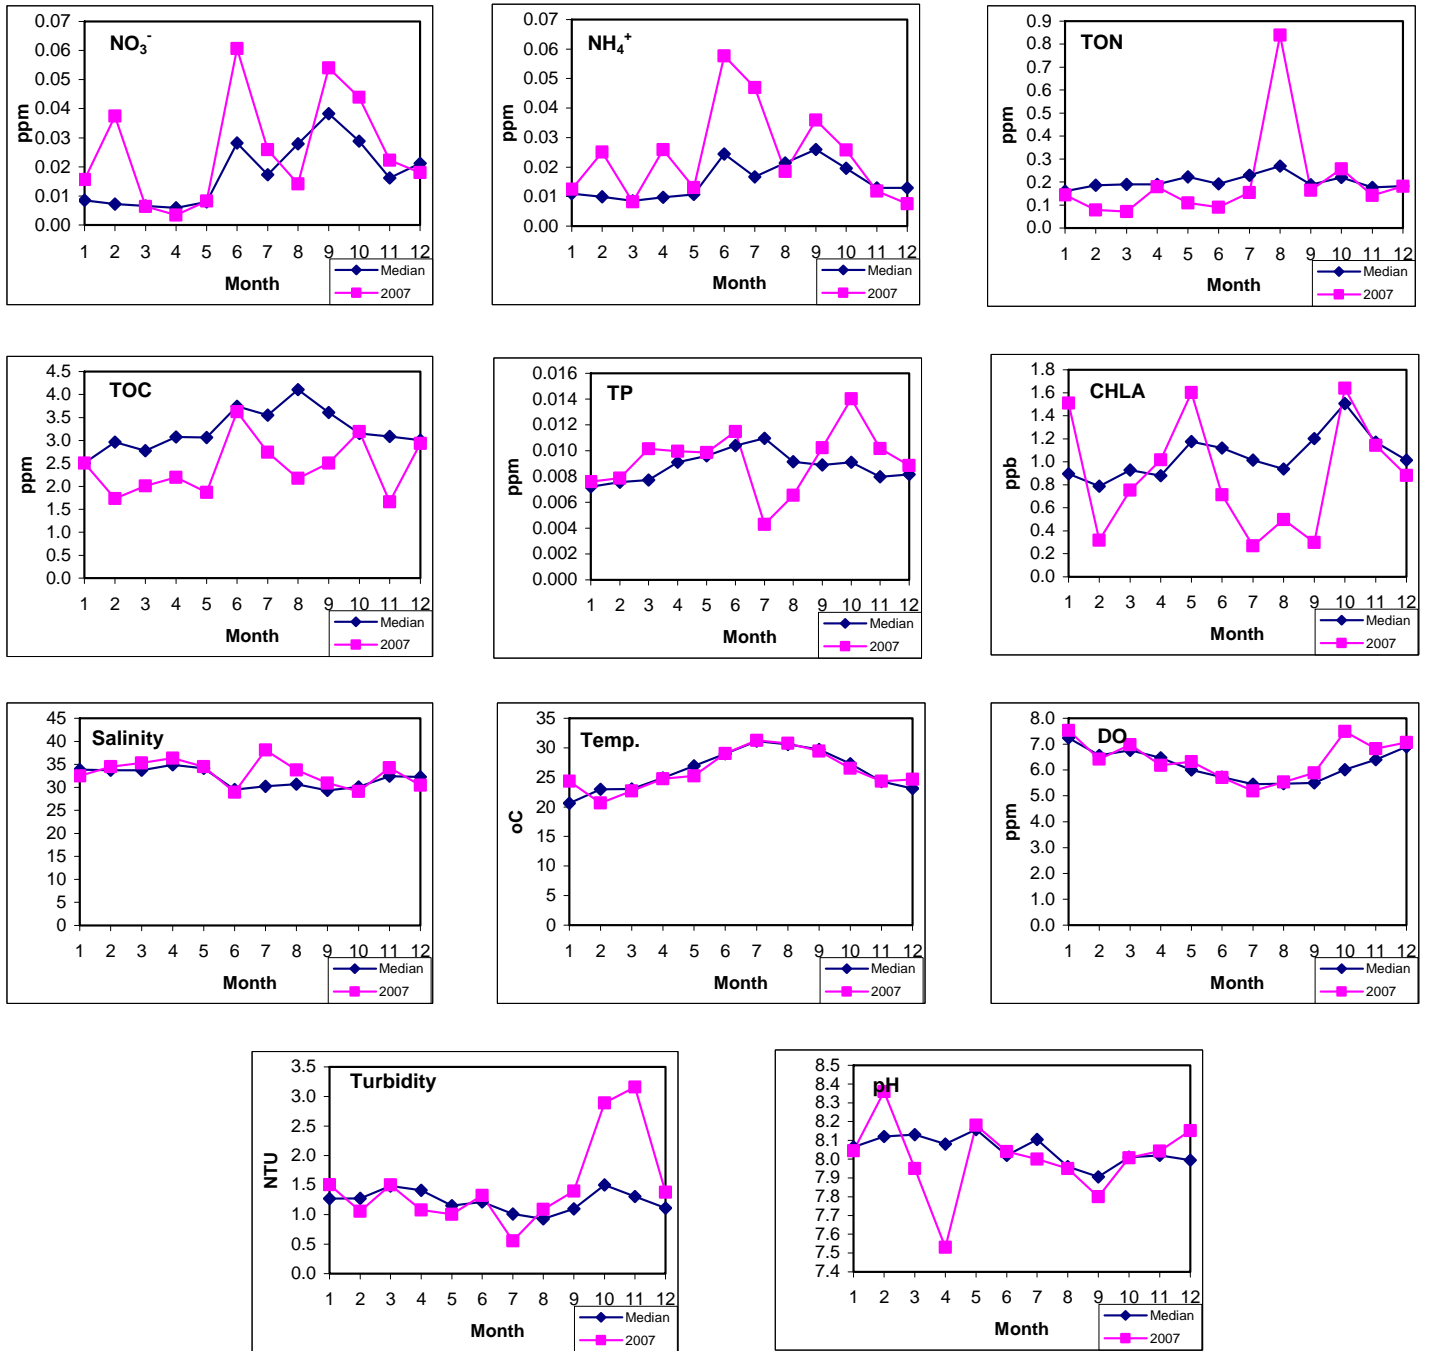 NO3-
ppm
0.07
0.06
0.05
0.04
0.03
0.02
0.01
0.00
1 2 3 4 5 6 7 8 9 10 11 12
Month
Median
2007
NH4+
ppm
0.07
0.06
0.05
0.04
0.03
0.02
0.01
0.00
1 2 3 4 5 6 7 8 9 10 11 12
Month
Median
2007
TON
ppm
0.9
0.8
0.7
0.6
0.5
0.4
0.3
0.2
0.1
0.0
1 2 3 4 5 6 7 8 9 10 11 12
Month
Median
2007
TOC
ppm
4.5
4.0
3.5
3.0
2.5
2.0
1.5
1.0
0.5
0.0
1 2 3 4 5 6 7 8 9 10 11 12
Month
Median
2007
TP
ppm
0.016
0.014
0.012
0.010
0.008
0.006
0.004
0.002
0.000
1 2 3 4 5 6 7 8 9 10 11 12
Month
Median
2007
CHLA
ppb
1.8
1.6
1.4
1.2
1.0
0.8
0.6
0.4
0.2
0.0
1 2 3 4 5 6 7 8 9 10 11 12
Month
Median
2007
Salinity
45
40
35
30
25
20
15
10
5
0
1 2 3 4 5 6 7 8 9 10 11 12
Month
Median
2007
Temp.
oC
35
30
25
20
15
10
5
0
1 2 3 4 5 6 7 8 9 10 11 12
Month
Median
2007
DO
ppm
8.0
7.0
6.0
5.0
4.0
3.0
2.0
1.0
0.0
1 2 3 4 5 6 7 8 9 10 11 12
Month
Median
2007
Turbidity
NTU
3.5
3.0
2.5
2.0
1.5
1.0
0.5
0.0
1 2 3 4 5 6 7 8 9 10 11 12
Month
Median
2007
pH
8.5
8.4
8.3
8.2
8.1
8.0
7.9
7.8
7.7
7.6
7.5
7.4
1 2 3 4 5 6 7 8 9 10 11 12
Month
Median
2007